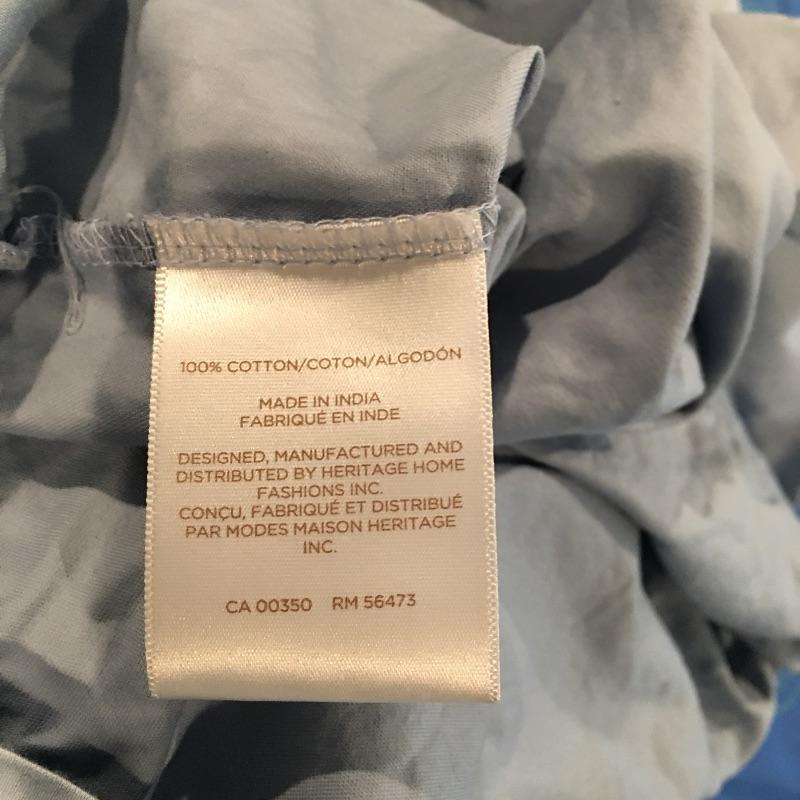 100% COTTON/COTON/ALGODÓN
MADE IN INDIA
FABRIQUÉ EN INDE
DESIGNED, MANUFACTURED AND
DISTRIBUTED BY HERITAGE HOME
FASHIONS INC.
CONÇU, FABRIQUÉ ET DISTRIBUÉ
PAR MODES MAISON HERITAGE
INC.
CA 00350 RM 56473